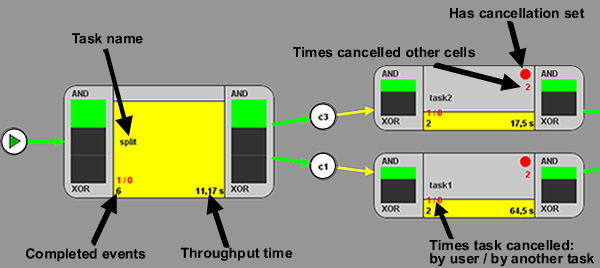 Has cancellation set
Task name
Times cancelled other cells
AND
AND
2
AND
AND
task2
1 / 0
2
17,5 s
XOR
XOR
c3
split
AND
AND
c1
task1
1 / 0
2
64,5 s
XOR
XOR
1 / 0
6
11,17 s
XOR
XOR
Completed events
Throughput time
Times task cancelled:
by user / by another task